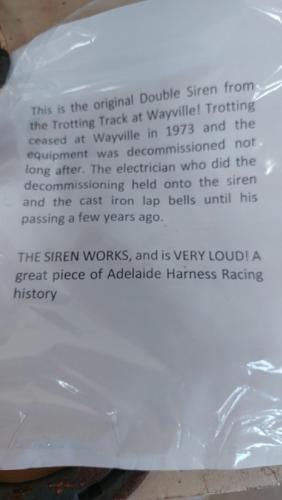 This is the original Double Siren from
the Trotting Track at Wayville! Trotting
ceased at Wayville in 1973 and the
equipment was decommissioned not
long after. The electrician who did the
decommissioning held onto the siren
and the cast iron lap bells until his
passing a few years ago.
THE SIREN WORKS, and is VERY LOUD! A
great piece of Adelaide Harness Racing
history